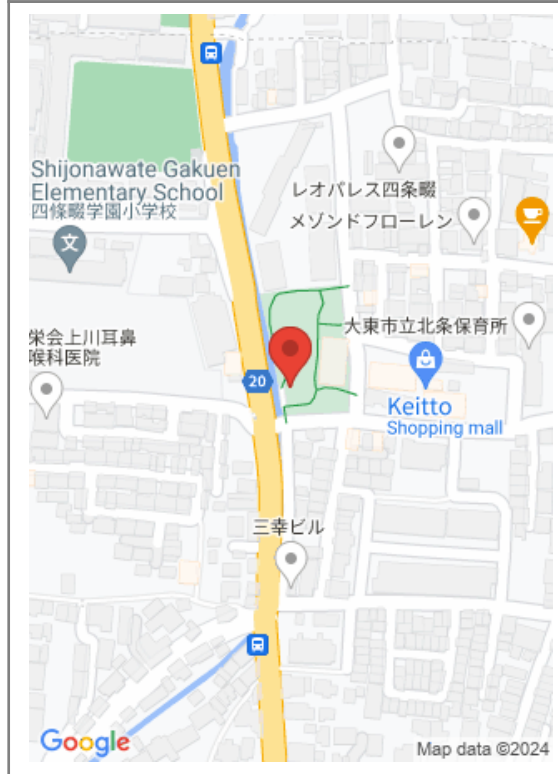 Shijonawate Gakuen
Elementary School
四條畷学園小学校
文
レオパレス四条畷
メゾンドフローレン
栄会上川耳鼻
喉科医院
大東市立北条保育所
20
Keitto
Shopping mall
三幸ビル
Google
Map data ©2024